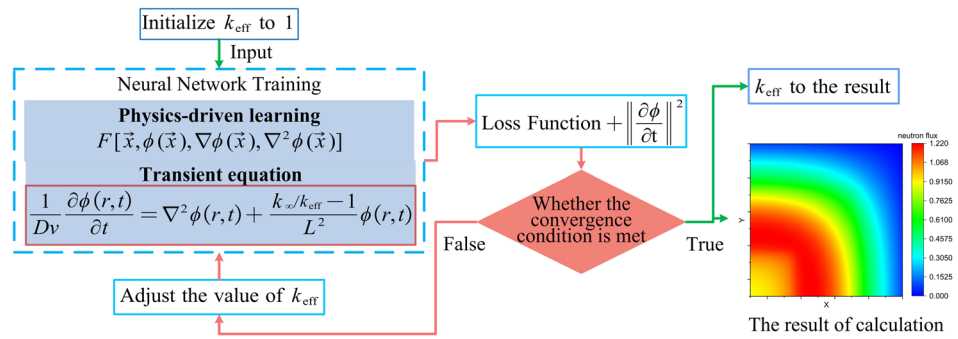 Initialize k_eff to 1
Input
Neural Network Training
Physics-driven learning
F[x⃗,ϕ(x⃗),∇ϕ(x⃗),∇²ϕ(x⃗)]
Transient equation
1/Dv ∂ϕ(r,t)/∂t = ∇²ϕ(r,t) + (k_∞/k_eff − 1)/L² ϕ(r,t)
Adjust the value of k_eff
Loss Function + ‖∂ϕ/∂t‖²
Whether the
convergence
condition is met
False
True
k_eff to the result
neutron flux
1.220
1.068
0.9150
0.7625
0.6100
0.4575
0.3050
0.1525
0.000
Y
X
The result of calculation